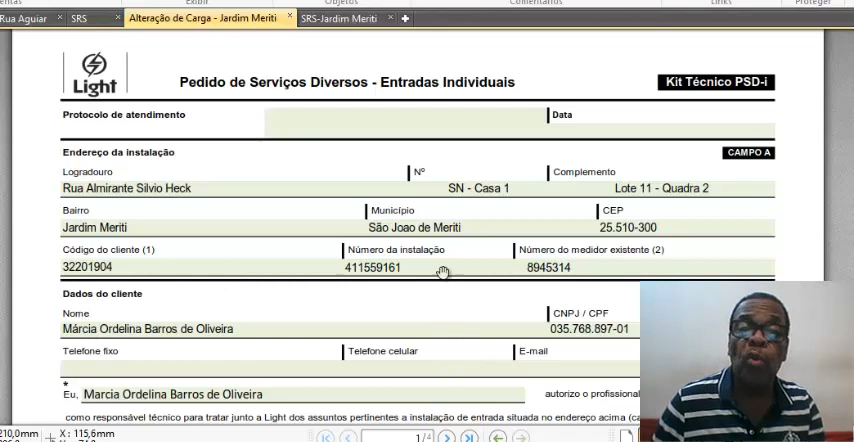 Exibir Objetos Comentários Links Proteger
Rua Aguiar × SRS × Alteração de Carga - Jardim Meriti × SRS-Jardim Meriti ×
Light
Pedido de Serviços Diversos - Entradas Individuais
Kit Técnico PSD-i
Protocolo de atendimento Data
Endereço da instalação CAMPO A
Logradouro Nº Complemento
Rua Almirante Silvio Heck SN - Casa 1 Lote 11 - Quadra 2
Bairro Município CEP
Jardim Meriti São Joao de Meriti 25.510-300
Código do cliente (1) Número da instalação Número do medidor existente (2)
32201904 411559161 8945314
Dados do cliente
Nome CNPJ / CPF
Márcia Ordelina Barros de Oliveira 035.768.897-01
Telefone fixo Telefone celular E-mail
*
Eu, Marcia Ordelina Barros de Oliveira autorizo o profissional
como responsável técnico para tratar junto a Light dos assuntos pertinentes a instalação de entrada situada no endereço acima (ca
210,0mm X : 115,6mm 1/4